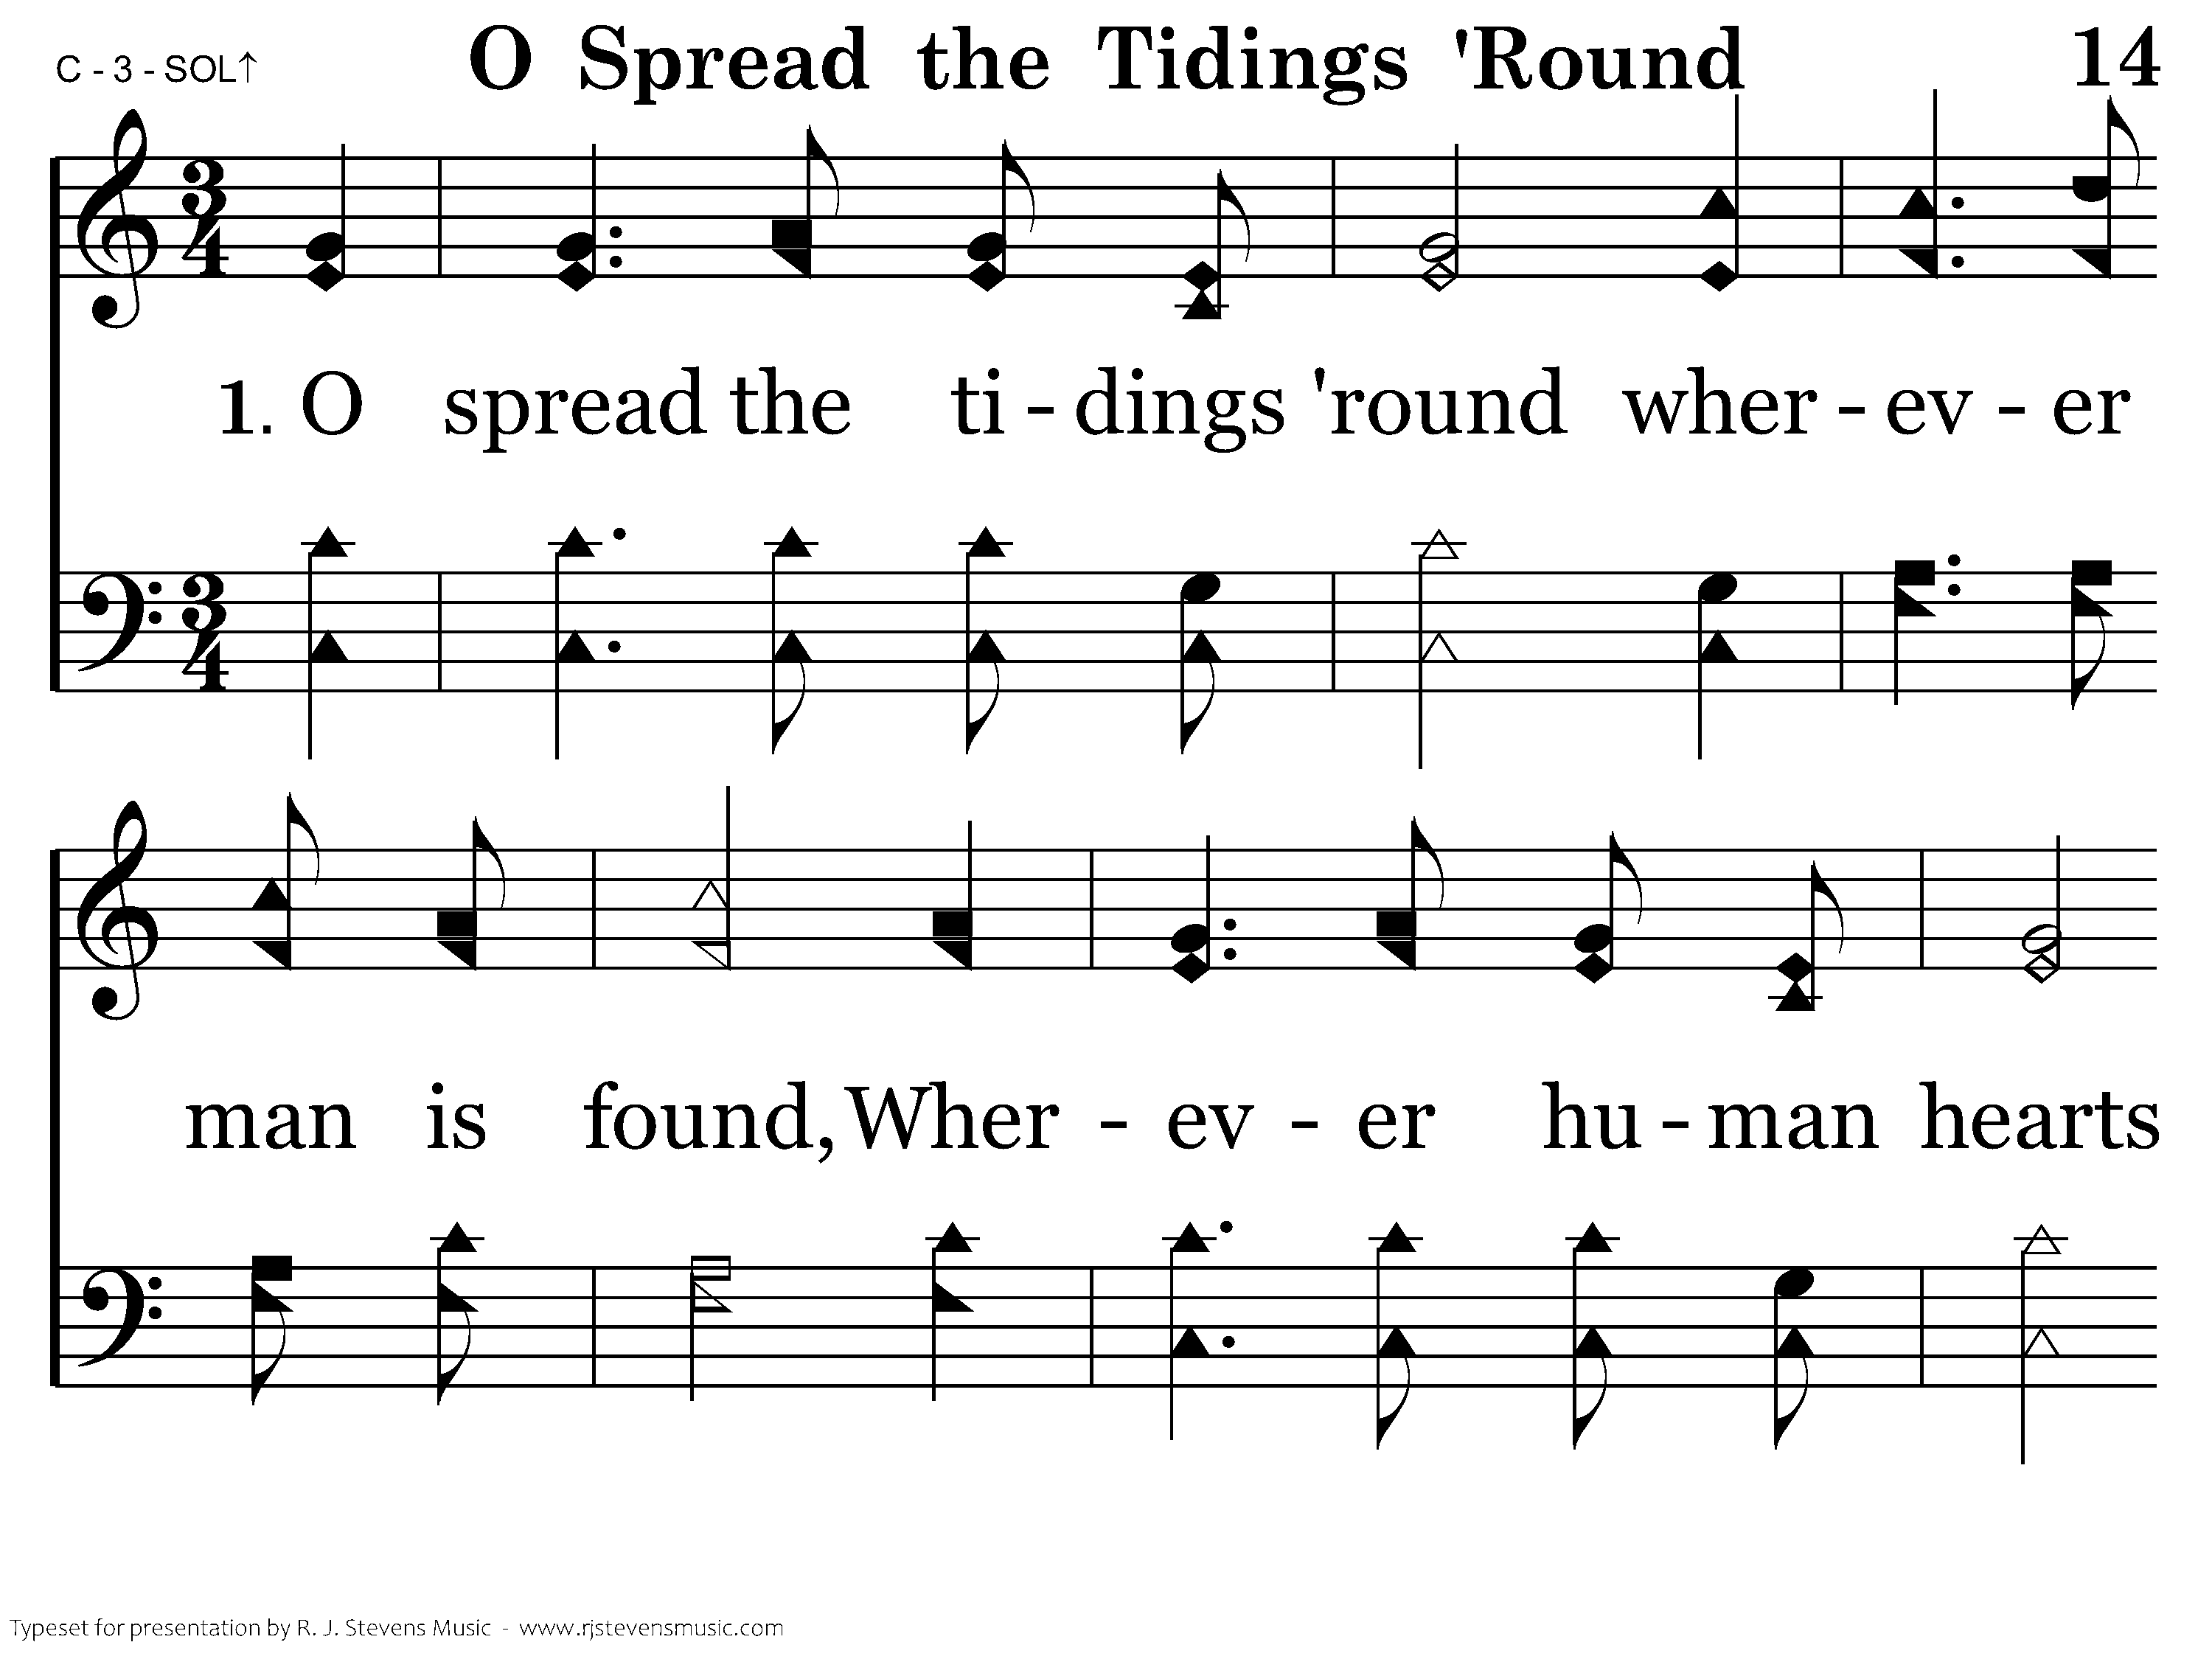 C - 3 - SOL↑ O Spread the Tidings 'Round 14
1. O spread the ti - dings 'round wher - ev - er
man is found, Wher - ev - er hu - man hearts
Typeset for presentation by R. J. Stevens Music - www.rjstevensmusic.com